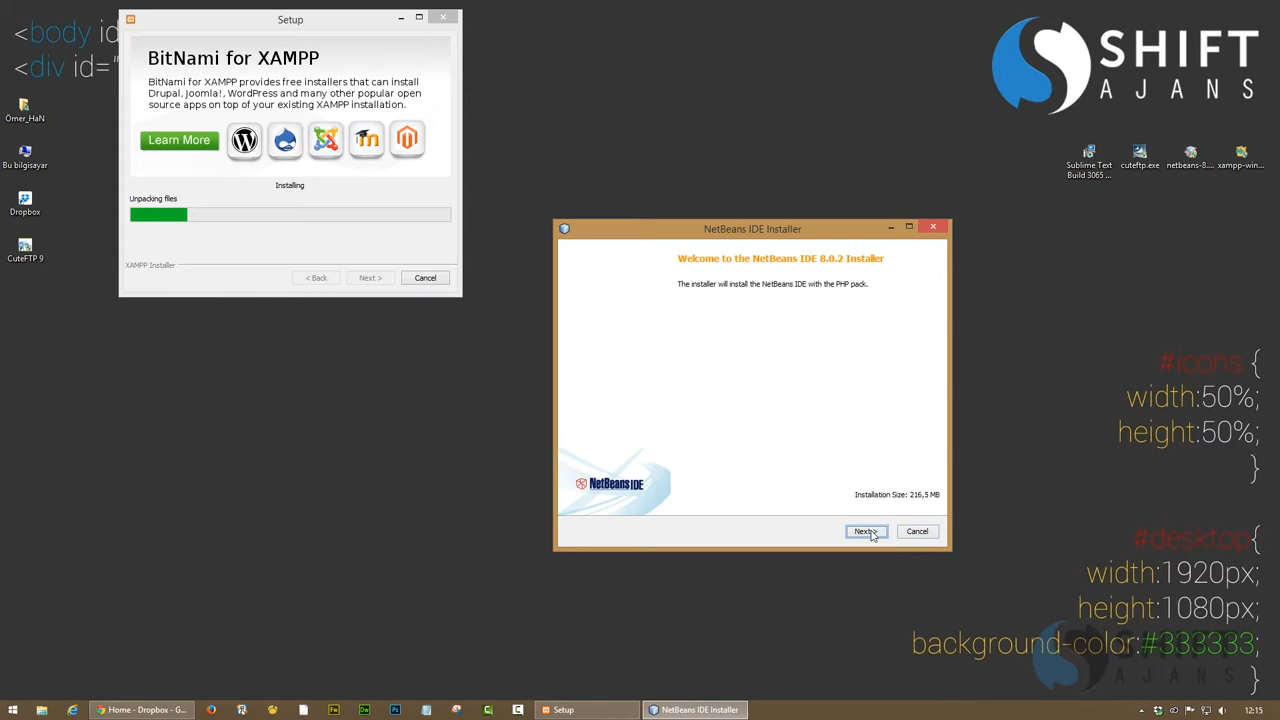 <body id
<div id="
Ömer_HaN
Bu bilgisayar
Dropbox
CuteFTP 9
Setup
BitNami for XAMPP
BitNami for XAMPP provides free installers that can install
Drupal, Joomla!, WordPress and many other popular open
source apps on top of your existing XAMPP installation.
Learn More
Installing
Unpacking files
XAMPP Installer
< Back
Next >
Cancel
SHIFT
AJANS
Sublime Text
Build 3065 ...
cuteftp.exe
netbeans-8....
xampp-win...
NetBeans IDE Installer
Welcome to the NetBeans IDE 8.0.2 Installer
The installer will install the NetBeans IDE with the PHP pack.
NetBeans IDE
Installation Size: 216,5 MB
Next >
Cancel
#icons {
width:50%;
height:50%;
}
#desktop{
width:1920px;
height:1080px;
background-color:#333333;
}
SHIFT
AJANS
Home - Dropbox - G...
Setup
NetBeans IDE Installer
12:15